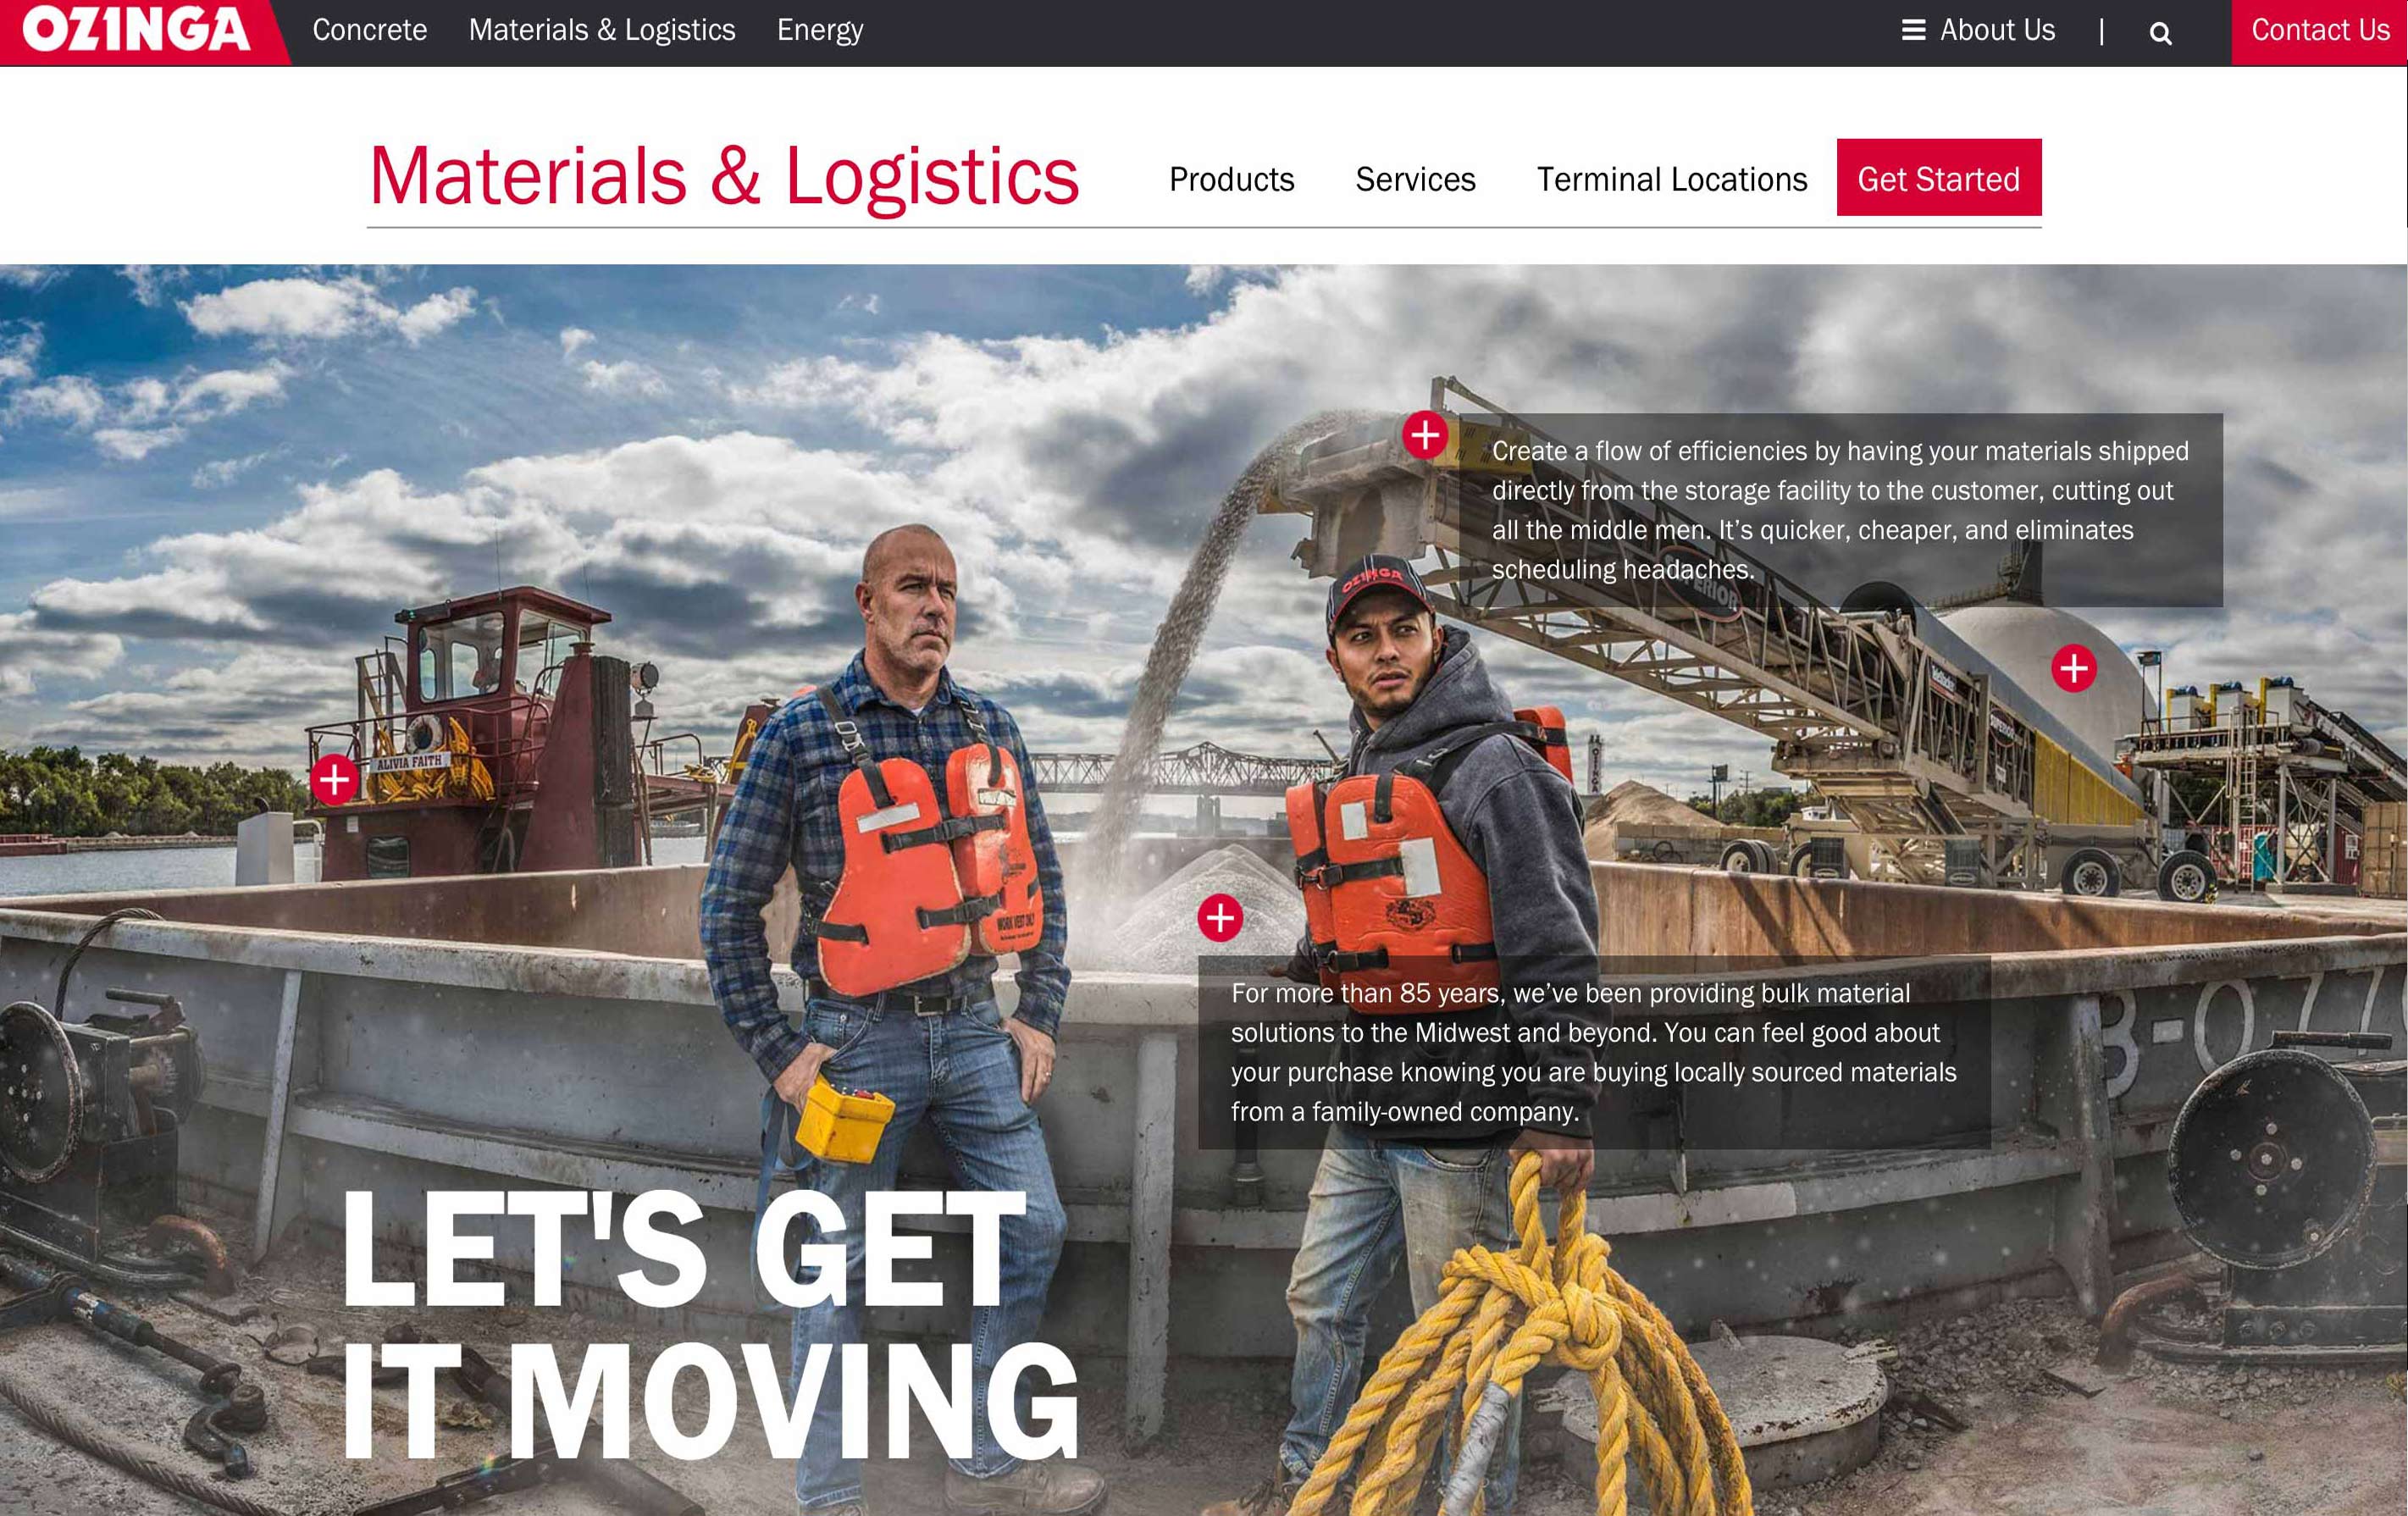 OZINGA
Concrete
Materials & Logistics
Energy
About Us
|
Contact Us
Materials & Logistics
Products
Services
Terminal Locations
Get Started
Create a flow of efficiencies by having your materials shipped
directly from the storage facility to the customer, cutting out
all the middle men. It's quicker, cheaper, and eliminates
scheduling headaches.
OZINGA
ALIVIA FAITH
WORK VEST ONLY
OZINGA
For more than 85 years, we've been providing bulk material
solutions to the Midwest and beyond. You can feel good about
your purchase knowing you are buying locally sourced materials
from a family-owned company.
LET'S GET
IT MOVING